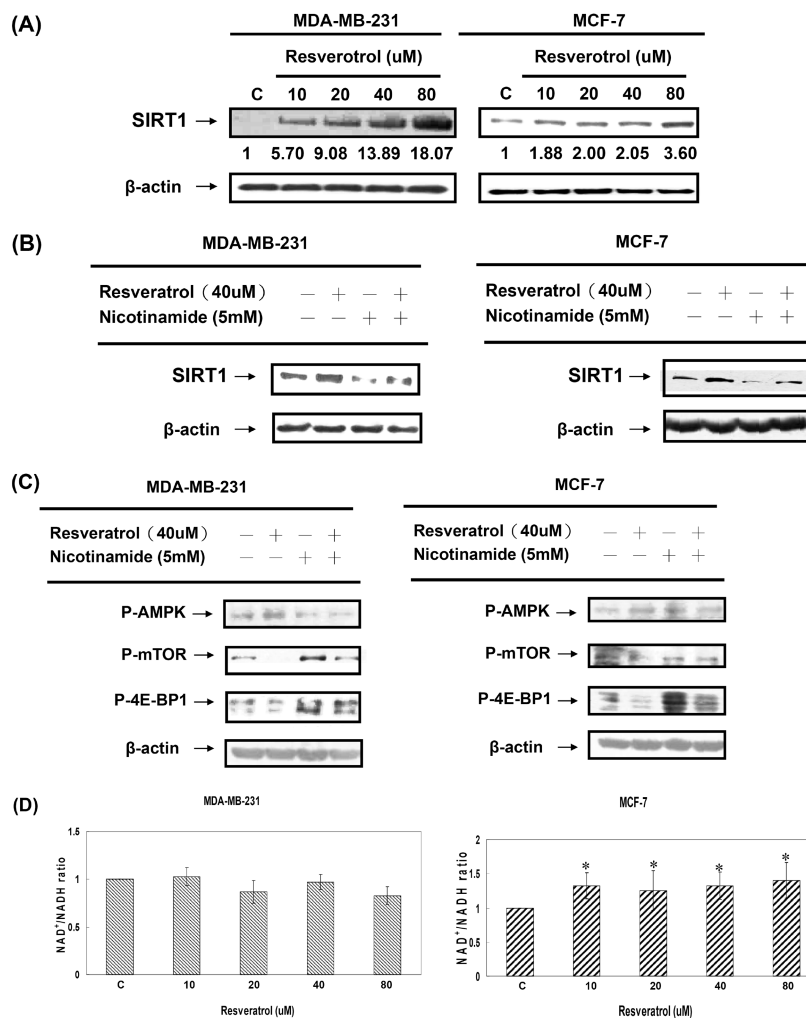 (A)
MDA-MB-231 MCF-7
Resverotrol (uM) Resverotrol (uM)
C 10 20 40 80 C 10 20 40 80
SIRT1 →
1 5.70 9.08 13.89 18.07 1 1.88 2.00 2.05 3.60
β-actin →
(B)
MDA-MB-231 MCF-7
Resveratrol（40uM） — + — + Resveratrol（40uM） — + — +
Nicotinamide (5mM) — — + + Nicotinamide (5mM) — — + +
SIRT1 → SIRT1 →
β-actin → β-actin →
(C)
MDA-MB-231 MCF-7
Resveratrol（40uM） — + — + Resveratrol（40uM） — + — +
Nicotinamide (5mM) — — + + Nicotinamide (5mM) — — + +
P-AMPK → P-AMPK →
P-mTOR → P-mTOR →
P-4E-BP1 → P-4E-BP1 →
β-actin → β-actin →
(D)
MDA-MB-231 MCF-7
NAD⁺/NADH ratio
1.5
1
0.5
0
C 10 20 40 80
Resveratrol (uM)
NAD⁺/NADH ratio
2
1.5
1
0.5
0
* * * *
C 10 20 40 80
Resveratrol (uM)